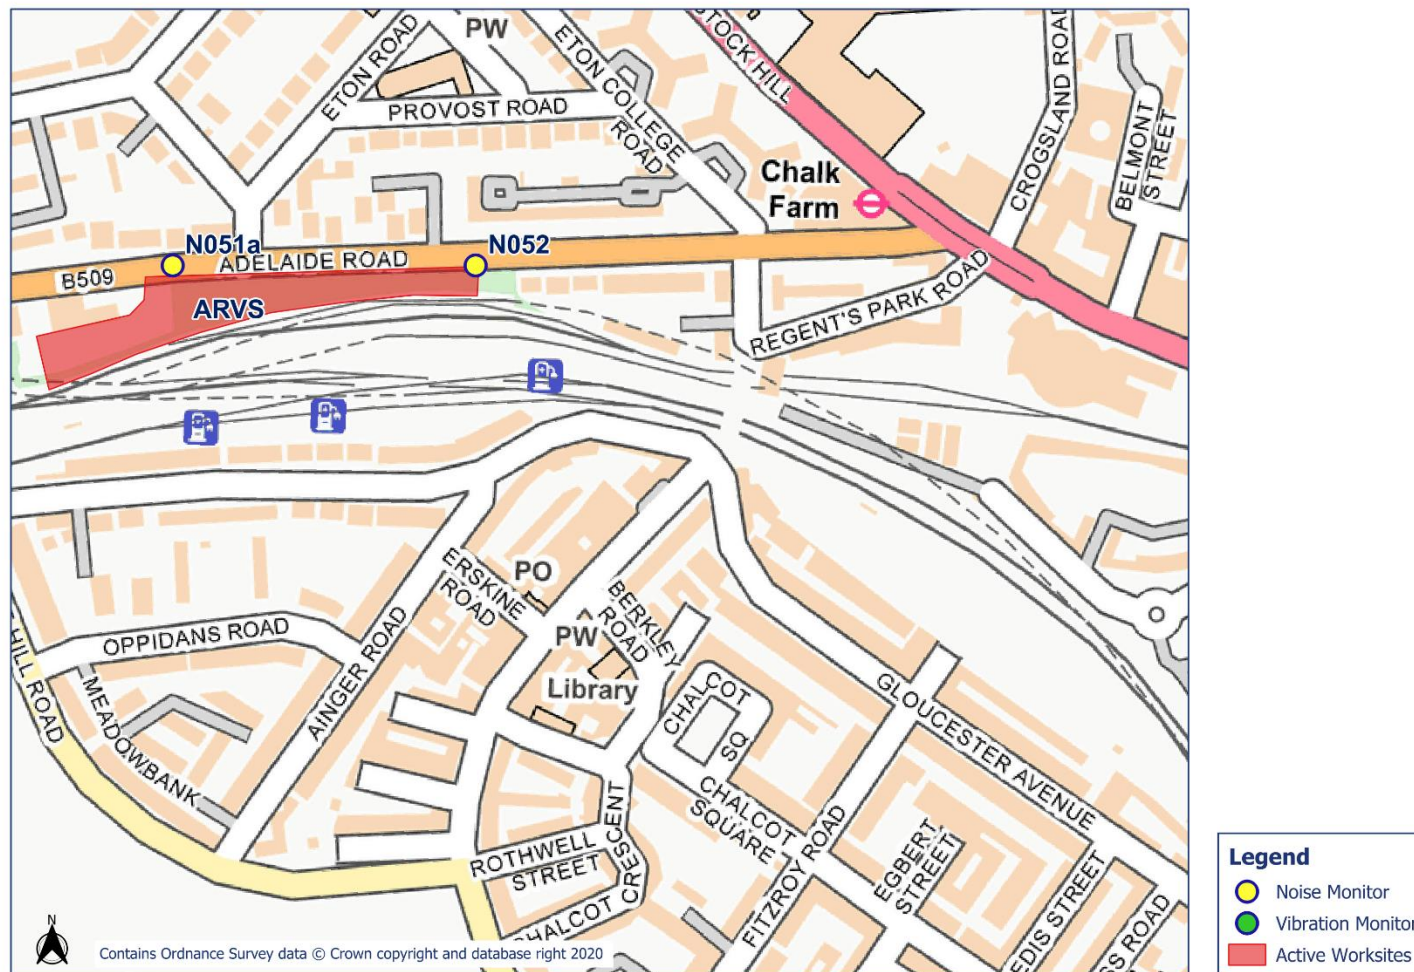 PW
ETON ROAD
PROVOST ROAD
ETON COLLEGE
ROAD
STOCK HILL
CROGSLAND ROAD
BELMONT
STREET
Chalk
Farm
N051a
N052
ADELAIDE ROAD
B509
ARVS
REGENT'S PARK ROAD
ERSKINE
ROAD
PO
BERKLEY
ROAD
PW
Library
OPPIDANS ROAD
AINGER ROAD
HILL ROAD
MEADOWBANK
CHALCOT
SQ
GLOUCESTER AVENUE
CHALCOT
SQUARE
ROTHWELL
STREET
CHALCOT CRESCENT
FITZROY ROAD
EGBERT
STREET
EDIS STREET
SS ROAD
N
Contains Ordnance Survey data © Crown copyright and database right 2020
Legend
Noise Monitor
Vibration Monitor
Active Worksites